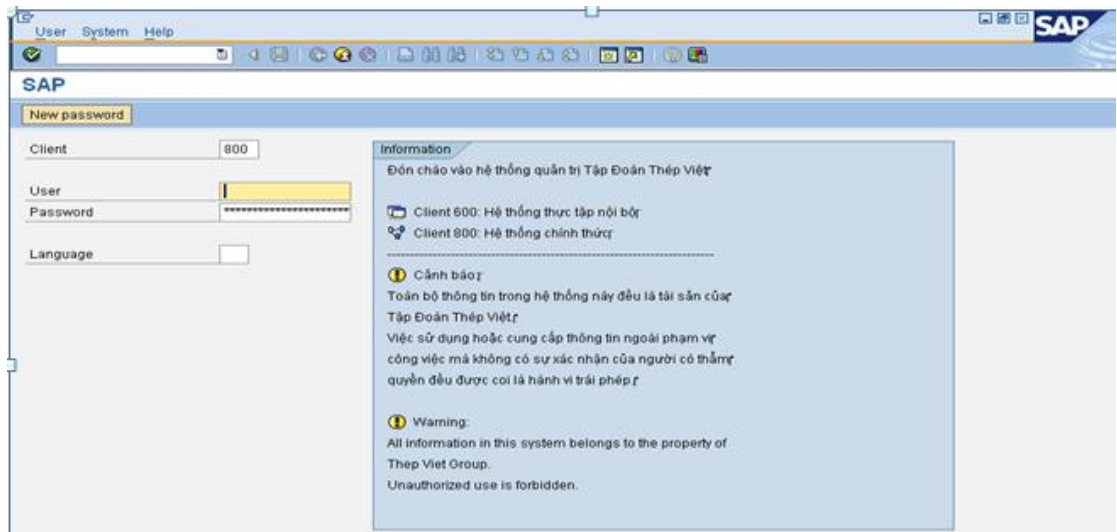 User System Help
SAP
SAP
New password
Client 800
Information
Đón chào vào hệ thống quản trị Tập Đoàn Thép Việt
User
Client 600: Hệ thống thực tập nội bộ
Password **********************
Client 800: Hệ thống chính thức
Language
Cảnh báo
Toàn bộ thông tin trong hệ thống này đều là tài sản của
Tập Đoàn Thép Việt.
Việc sử dụng hoặc cung cấp thông tin ngoài phạm vi
công việc mà không có sự xác nhận của người có thẩm
quyền đều được coi là hành vi trái phép.
Warning:
All information in this system belongs to the property of
Thep Viet Group.
Unauthorized use is forbidden.